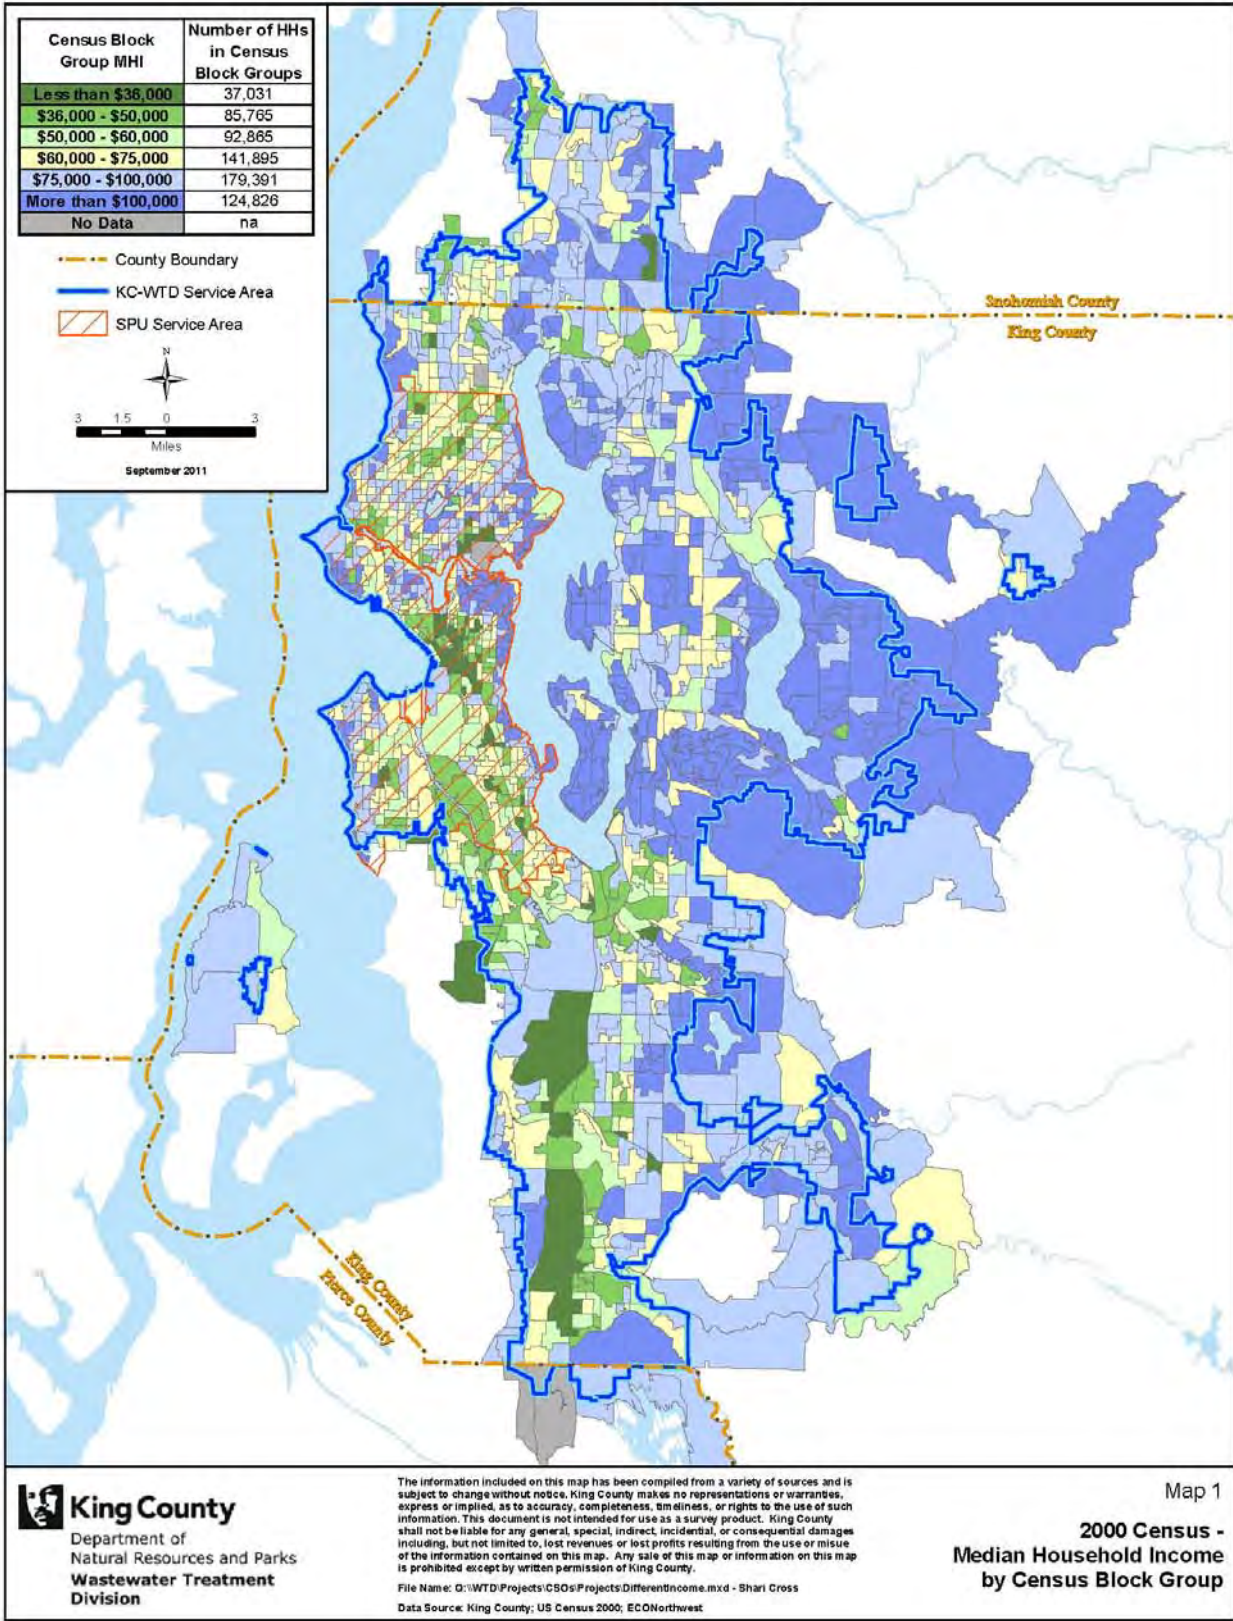 Census Block Group MHI Number of HHs in Census Block Groups
Less than $36,000 37,031
$36,000 - $50,000 85,765
$50,000 - $60,000 92,865
$60,000 - $75,000 141,895
$75,000 - $100,000 179,391
More than $100,000 124,826
No Data na
County Boundary
KC-WTD Service Area
SPU Service Area
N
3 1.5 0 3
Miles
September 2011
Snohomish County
King County
King County
Pierce County
King County
Department of
Natural Resources and Parks
Wastewater Treatment
Division
The information included on this map has been compiled from a variety of sources and is
subject to change without notice. King County makes no representations or warranties,
express or implied, as to accuracy, completeness, timeliness, or rights to the use of such
information. This document is not intended for use as a survey product. King County
shall not be liable for any general, special, indirect, incidental, or consequential damages
including, but not limited to, lost revenues or lost profits resulting from the use or misue
of the information contained on this map. Any sale of this map or information on this map
is prohibited except by written permission of King County.
File Name: Q:\\WTD\Projects\CSOs\Projects\DifferentIncome.mxd - Shari Cross
Data Source: King County; US Census 2000; ECONorthwest
Map 1
2000 Census -
Median Household Income
by Census Block Group